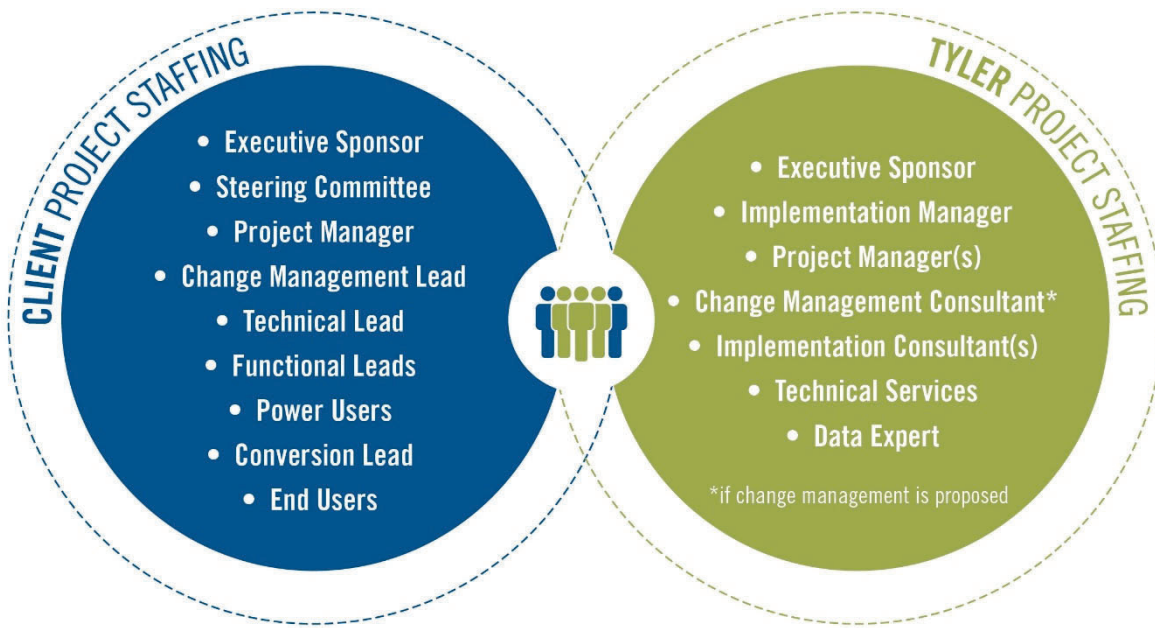 CLIENT PROJECT STAFFING
• Executive Sponsor
• Steering Committee
• Project Manager
• Change Management Lead
• Technical Lead
• Functional Leads
• Power Users
• Conversion Lead
• End Users
TYLER PROJECT STAFFING
• Executive Sponsor
• Implementation Manager
• Project Manager(s)
• Change Management Consultant*
• Implementation Consultant(s)
• Technical Services
• Data Expert
*if change management is proposed